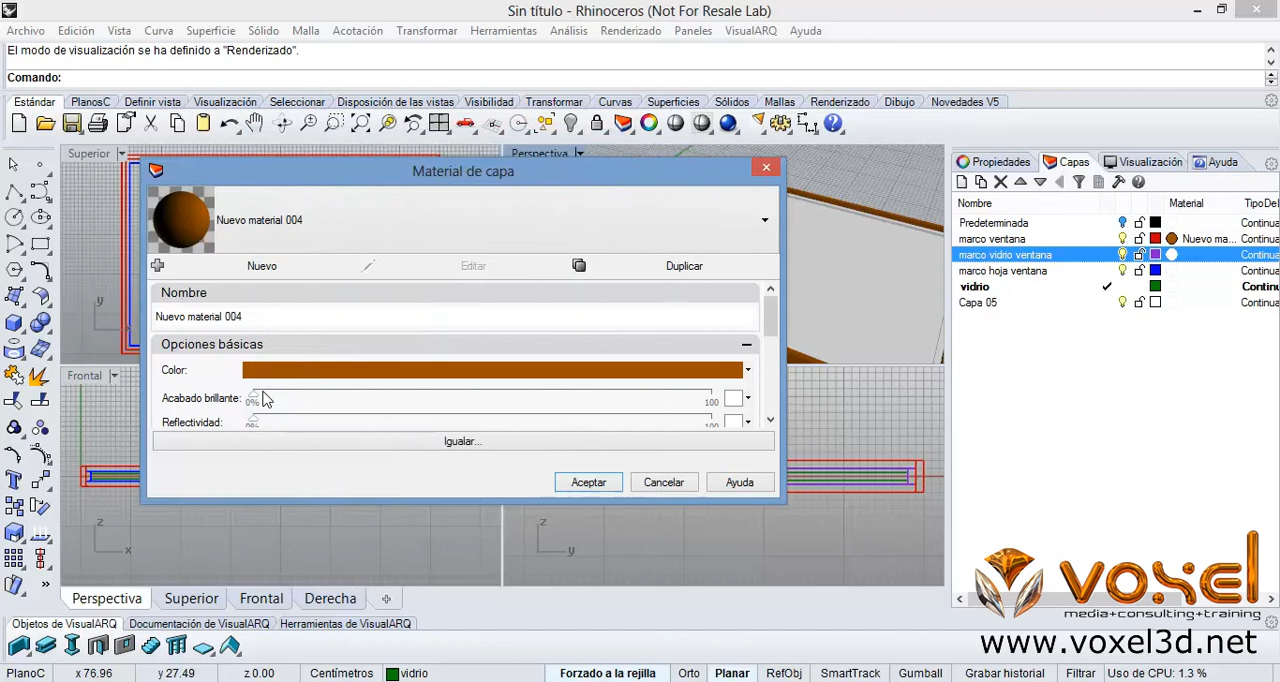 Sin título - Rhinoceros (Not For Resale Lab)
Archivo Edición Vista Curva Superficie Sólido Malla Acotación Transformar Herramientas Análisis Renderizado Paneles VisualARQ Ayuda
El modo de visualización se ha definido a "Renderizado".
Comando:
Estándar PlanosC Definir vista Visualización Seleccionar Disposición de las vistas Visibilidad Transformar Curvas Superficies Sólidos Mallas Renderizado Dibujo Novedades V5
Superior
Perspectiva
Propiedades Capas Visualización Ayuda
Material de capa
Nombre Material TipoDel
Nuevo material 004
Predeterminada Continua
marco ventana Nuevo ma... Continua
marco vidrio ventana Continua
marco hoja ventana Continua
vidrio Continua
Capa 05 Continua
Nuevo Editar Duplicar
Nombre
Nuevo material 004
Opciones básicas
Color:
Acabado brillante: 0% 100
Reflectividad: 0% 100
Igualar...
Aceptar Cancelar Ayuda
Frontal
y
x
z
x
z
y
Perspectiva Superior Frontal Derecha
voxel
media+consulting+training
www.voxel3d.net
Objetos de VisualARQ Documentación de VisualARQ Herramientas de VisualARQ
PlanoC x 76.96 y 27.49 z 0.00 Centímetros vidrio Forzado a la rejilla Orto Planar RefObj SmartTrack Gumball Grabar historial Filtrar Uso de CPU: 1.3 %